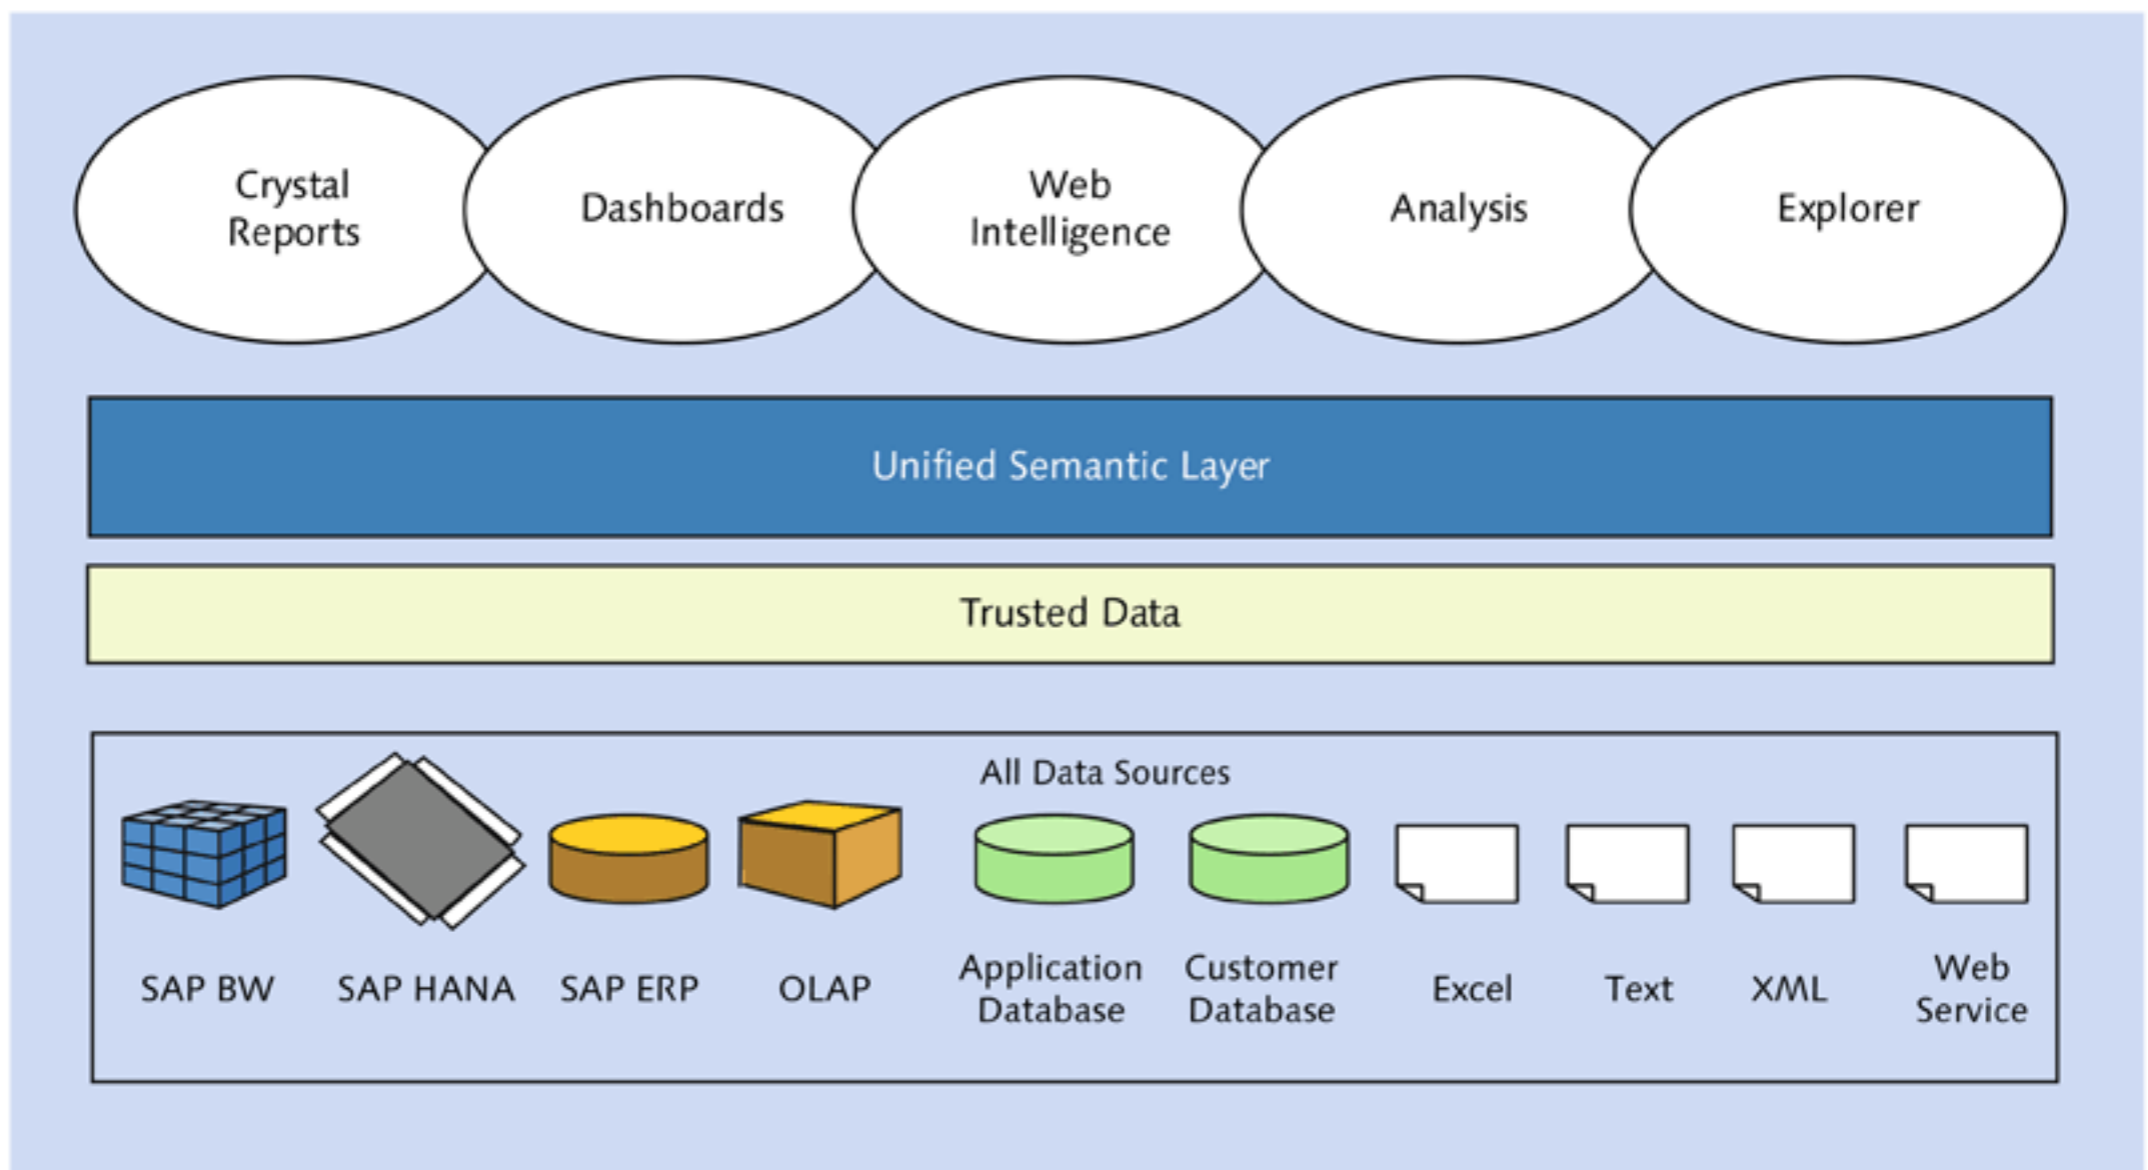 Crystal
Reports
Dashboards
Web
Intelligence
Analysis
Explorer
Unified Semantic Layer
Trusted Data
All Data Sources
SAP BW
SAP HANA
SAP ERP
OLAP
Application
Database
Customer
Database
Excel
Text
XML
Web
Service